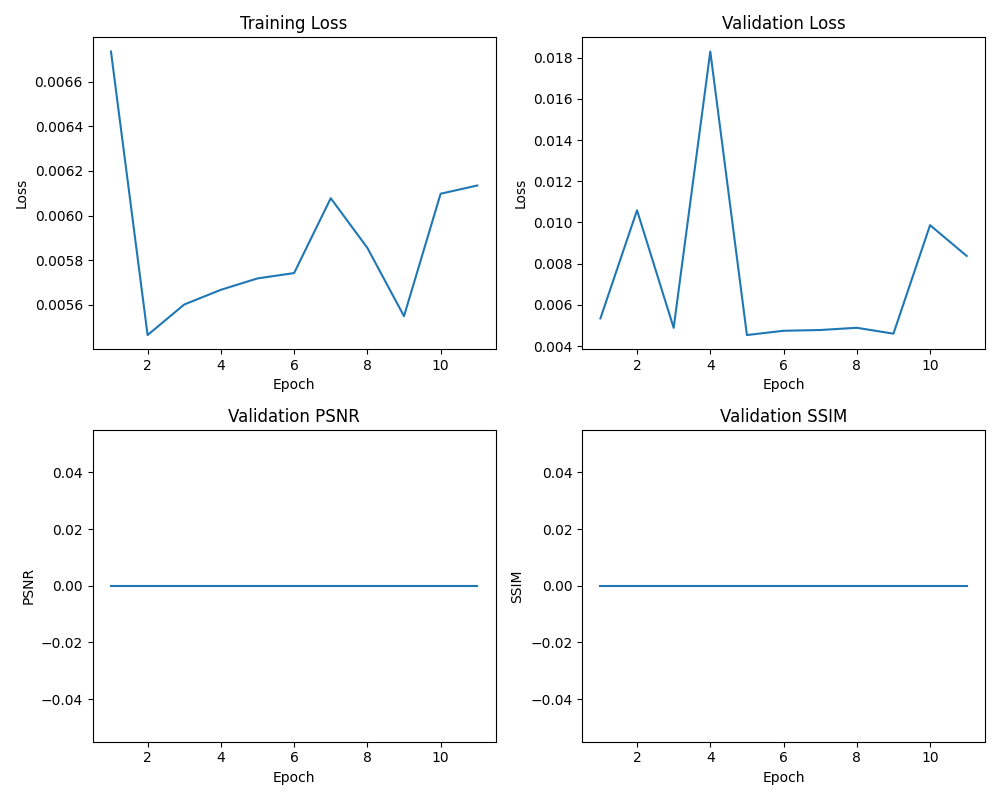 Training Loss
Validation Loss
0.0066
0.0064
0.0062
0.0060
0.0058
0.0056
Loss
2 4 6 8 10
Epoch
0.018
0.016
0.014
0.012
0.010
0.008
0.006
0.004
Loss
2 4 6 8 10
Epoch
Validation PSNR
Validation SSIM
0.04
0.02
0.00
−0.02
−0.04
PSNR
2 4 6 8 10
Epoch
0.04
0.02
0.00
−0.02
−0.04
SSIM
2 4 6 8 10
Epoch